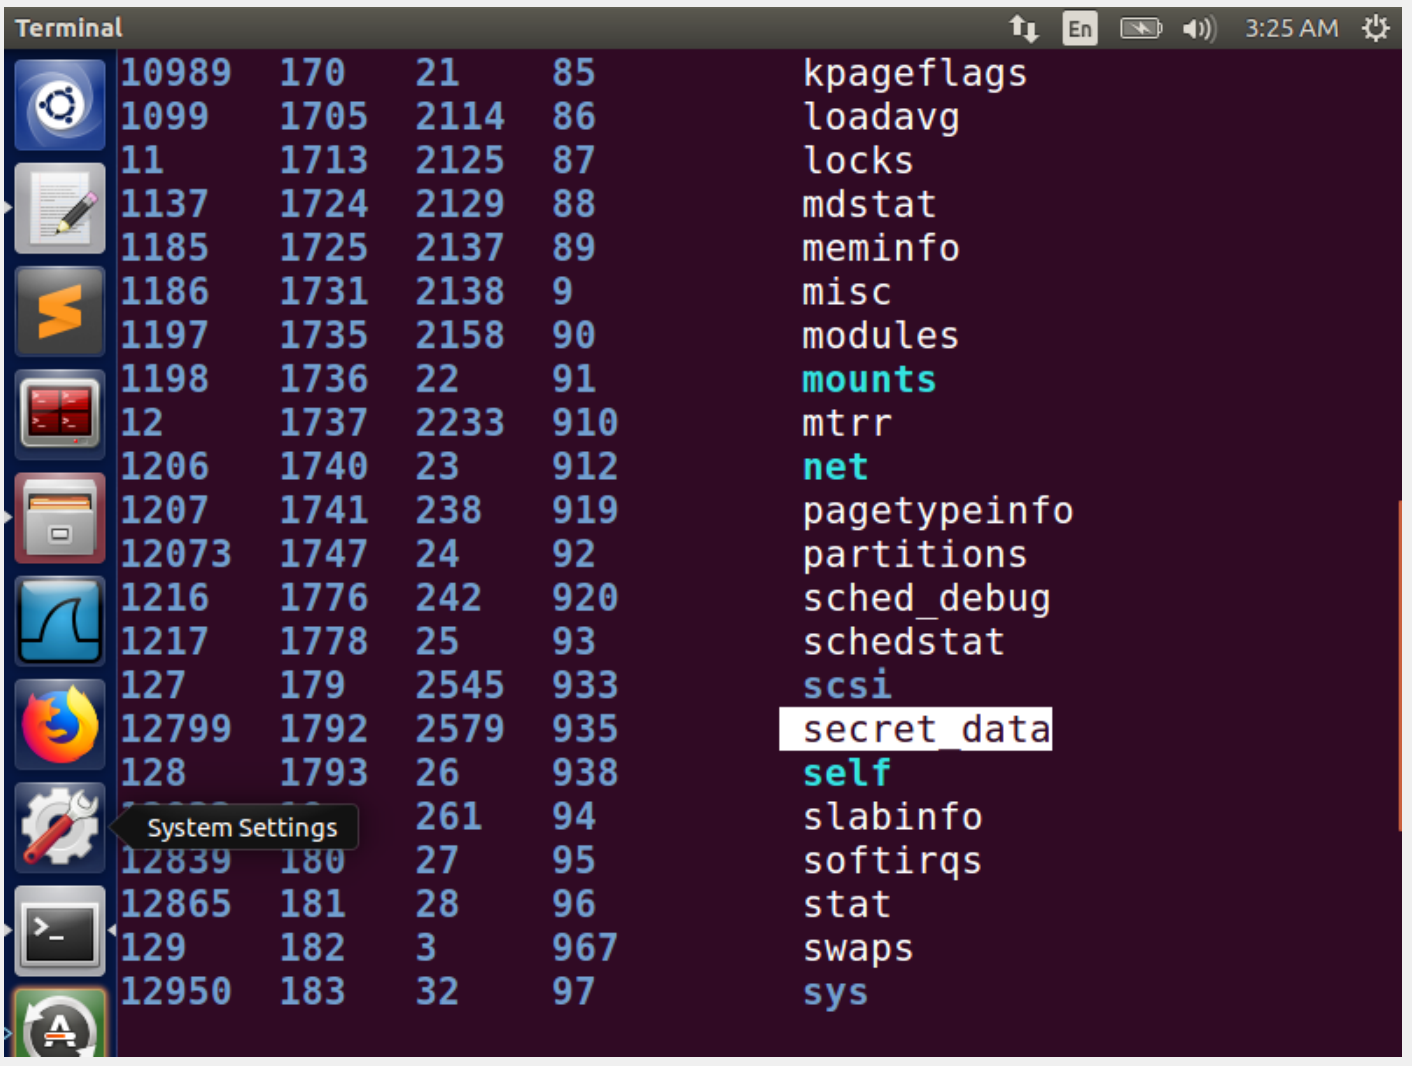 Terminal En 3:25 AM
10989 170 21 85 kpageflags
1099 1705 2114 86 loadavg
11 1713 2125 87 locks
1137 1724 2129 88 mdstat
1185 1725 2137 89 meminfo
1186 1731 2138 9 misc
1197 1735 2158 90 modules
1198 1736 22 91 mounts
12 1737 2233 910 mtrr
1206 1740 23 912 net
1207 1741 238 919 pagetypeinfo
12073 1747 24 92 partitions
1216 1776 242 920 sched_debug
1217 1778 25 93 schedstat
127 179 2545 933 scsi
12799 1792 2579 935 secret_data
128 1793 26 938 self
261 94 slabinfo
System Settings
12839 180 27 95 softirqs
12865 181 28 96 stat
129 182 3 967 swaps
12950 183 32 97 sys